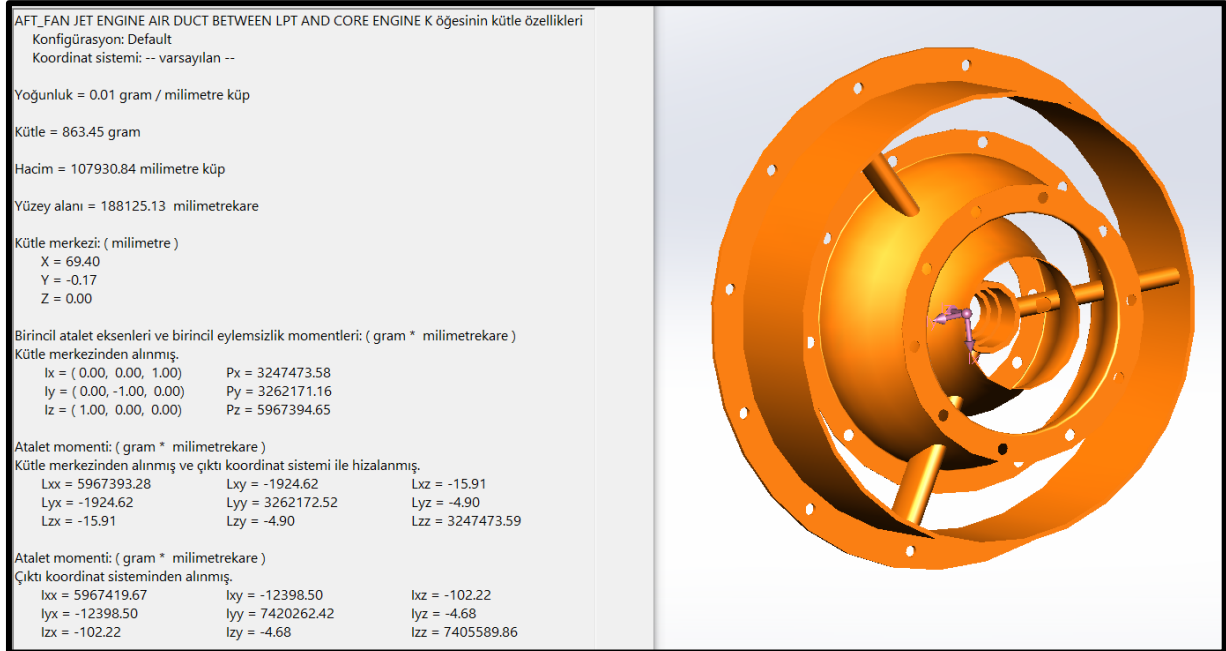 AFT_FAN JET ENGINE AIR DUCT BETWEEN LPT AND CORE ENGINE K öğesinin kütle özellikleri
Konfigürasyon: Default
Koordinat sistemi: -- varsayılan --
Yoğunluk = 0.01 gram / milimetre küp
Kütle = 863.45 gram
Hacim = 107930.84 milimetre küp
Yüzey alanı = 188125.13 milimetrekare
Kütle merkezi: ( milimetre )
X = 69.40
Y = -0.17
Z = 0.00
Birincil atalet eksenleri ve birincil eylemsizlik momentleri: ( gram * milimetrekare )
Kütle merkezinden alınmış.
Ix = ( 0.00, 0.00, 1.00) Px = 3247473.58
Iy = ( 0.00, -1.00, 0.00) Py = 3262171.16
Iz = ( 1.00, 0.00, 0.00) Pz = 5967394.65
Atalet momenti: ( gram * milimetrekare )
Kütle merkezinden alınmış ve çıktı koordinat sistemi ile hizalanmış.
Lxx = 5967393.28 Lxy = -1924.62 Lxz = -15.91
Lyx = -1924.62 Lyy = 3262172.52 Lyz = -4.90
Lzx = -15.91 Lzy = -4.90 Lzz = 3247473.59
Atalet momenti: ( gram * milimetrekare )
Çıktı koordinat sisteminden alınmış.
Ixx = 5967419.67 Ixy = -12398.50 Ixz = -102.22
Iyx = -12398.50 Iyy = 7420262.42 Iyz = -4.68
Izx = -102.22 Izy = -4.68 Izz = 7405589.86